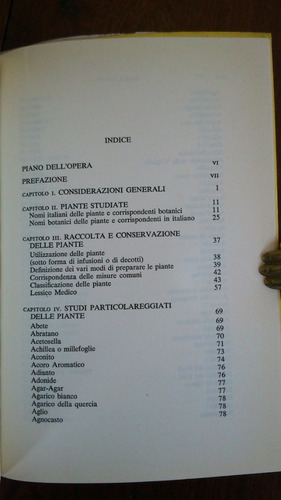 INDICE
PIANO DELL'OPERA VI
PREFAZIONE VII
CAPITOLO I. CONSIDERAZIONI GENERALI 1
CAPITOLO II. PIANTE STUDIATE 11
Nomi italiani delle piante e corrispondenti botanici 11
Nomi botanici delle piante e corrispondenti in italiano 25
CAPITOLO III. RACCOLTA E CONSERVAZIONE
DELLE PIANTE 37
Utilizzazione delle piante
(sotto forma di infusioni o di decotti) 38
Definizione dei vari modi di preparare le piante 39
Corrispondenza delle misure comuni 42
Classificazione delle piante 43
Lessico Medico 57
CAPITOLO IV. STUDI PARTICOLAREGGIATI
DELLE PIANTE 69
Abete 69
Abratano 70
Acetosella 71
Achillea o millefoglie 73
Aconito 74
Acoro Aromatico 76
Adianto 76
Adonide 77
Agar-Agar 77
Agarico bianco 78
Agarico della quercia 78
Aglio 78
Agnocasto